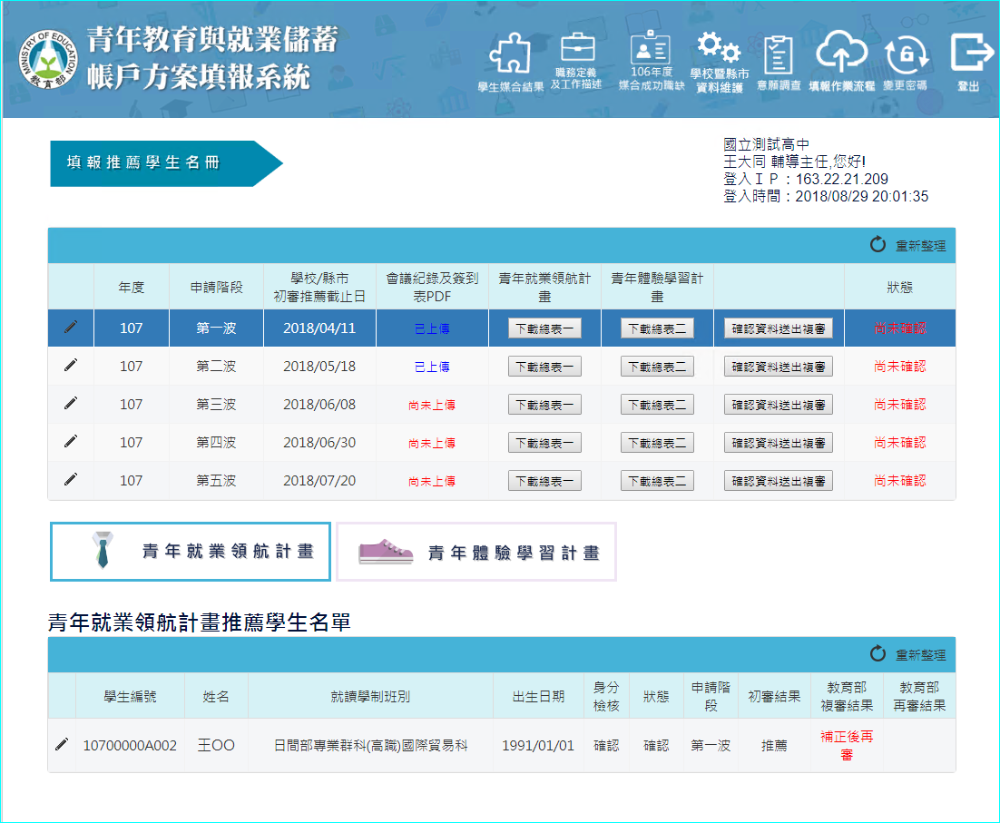 MINISTRY OF EDUCATION
教育部
青年教育與就業儲蓄
帳戶方案填報系統
學生媒合結果
職務定義
及工作描述
106年度
媒合成功職缺
學校暨縣市
資料維護
意願調查
填報作業流程
變更密碼
登出
填報推薦學生名冊
國立測試高中
王大同 輔導主任,您好!
登入ＩＰ：163.22.21.209
登入時間：2018/08/29 20:01:35
重新整理
年度 申請階段 學校/縣市 會議紀錄及簽到 青年就業領航計 青年體驗學習計 狀態
初審推薦截止日 表PDF 畫 畫
107 第一波 2018/04/11 已上傳 下載總表一 下載總表二 確認資料送出複審 尚未確認
107 第二波 2018/05/18 已上傳 下載總表一 下載總表二 確認資料送出複審 尚未確認
107 第三波 2018/06/08 尚未上傳 下載總表一 下載總表二 確認資料送出複審 尚未確認
107 第四波 2018/06/30 尚未上傳 下載總表一 下載總表二 確認資料送出複審 尚未確認
107 第五波 2018/07/20 尚未上傳 下載總表一 下載總表二 確認資料送出複審 尚未確認
青年就業領航計畫 青年體驗學習計畫
青年就業領航計畫推薦學生名單
重新整理
學生編號 姓名 就讀學制班別 出生日期 身分 狀態 申請階 初審結果 教育部 教育部
檢核 段 複審結果 再審結果
10700000A002 王OO 日間部專業群科(高職)國際貿易科 1991/01/01 確認 確認 第一波 推薦 補正後再
審